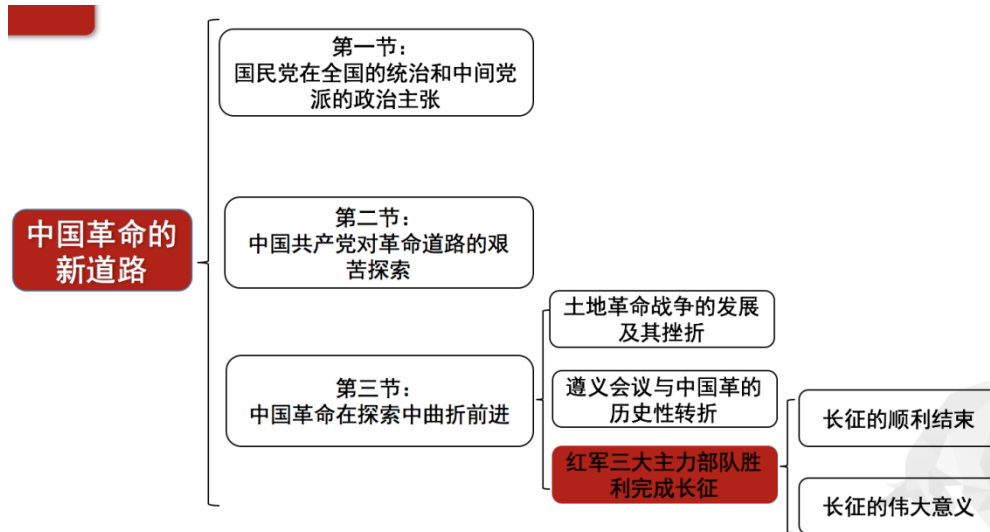 中国革命的
新道路
第一节：
国民党在全国的统治和中间党
派的政治主张
第二节：
中国共产党对革命道路的艰
苦探索
第三节：
中国革命在探索中曲折前进
土地革命战争的发展
及其挫折
遵义会议与中国革的
历史性转折
红军三大主力部队胜
利完成长征
长征的顺利结束
长征的伟大意义